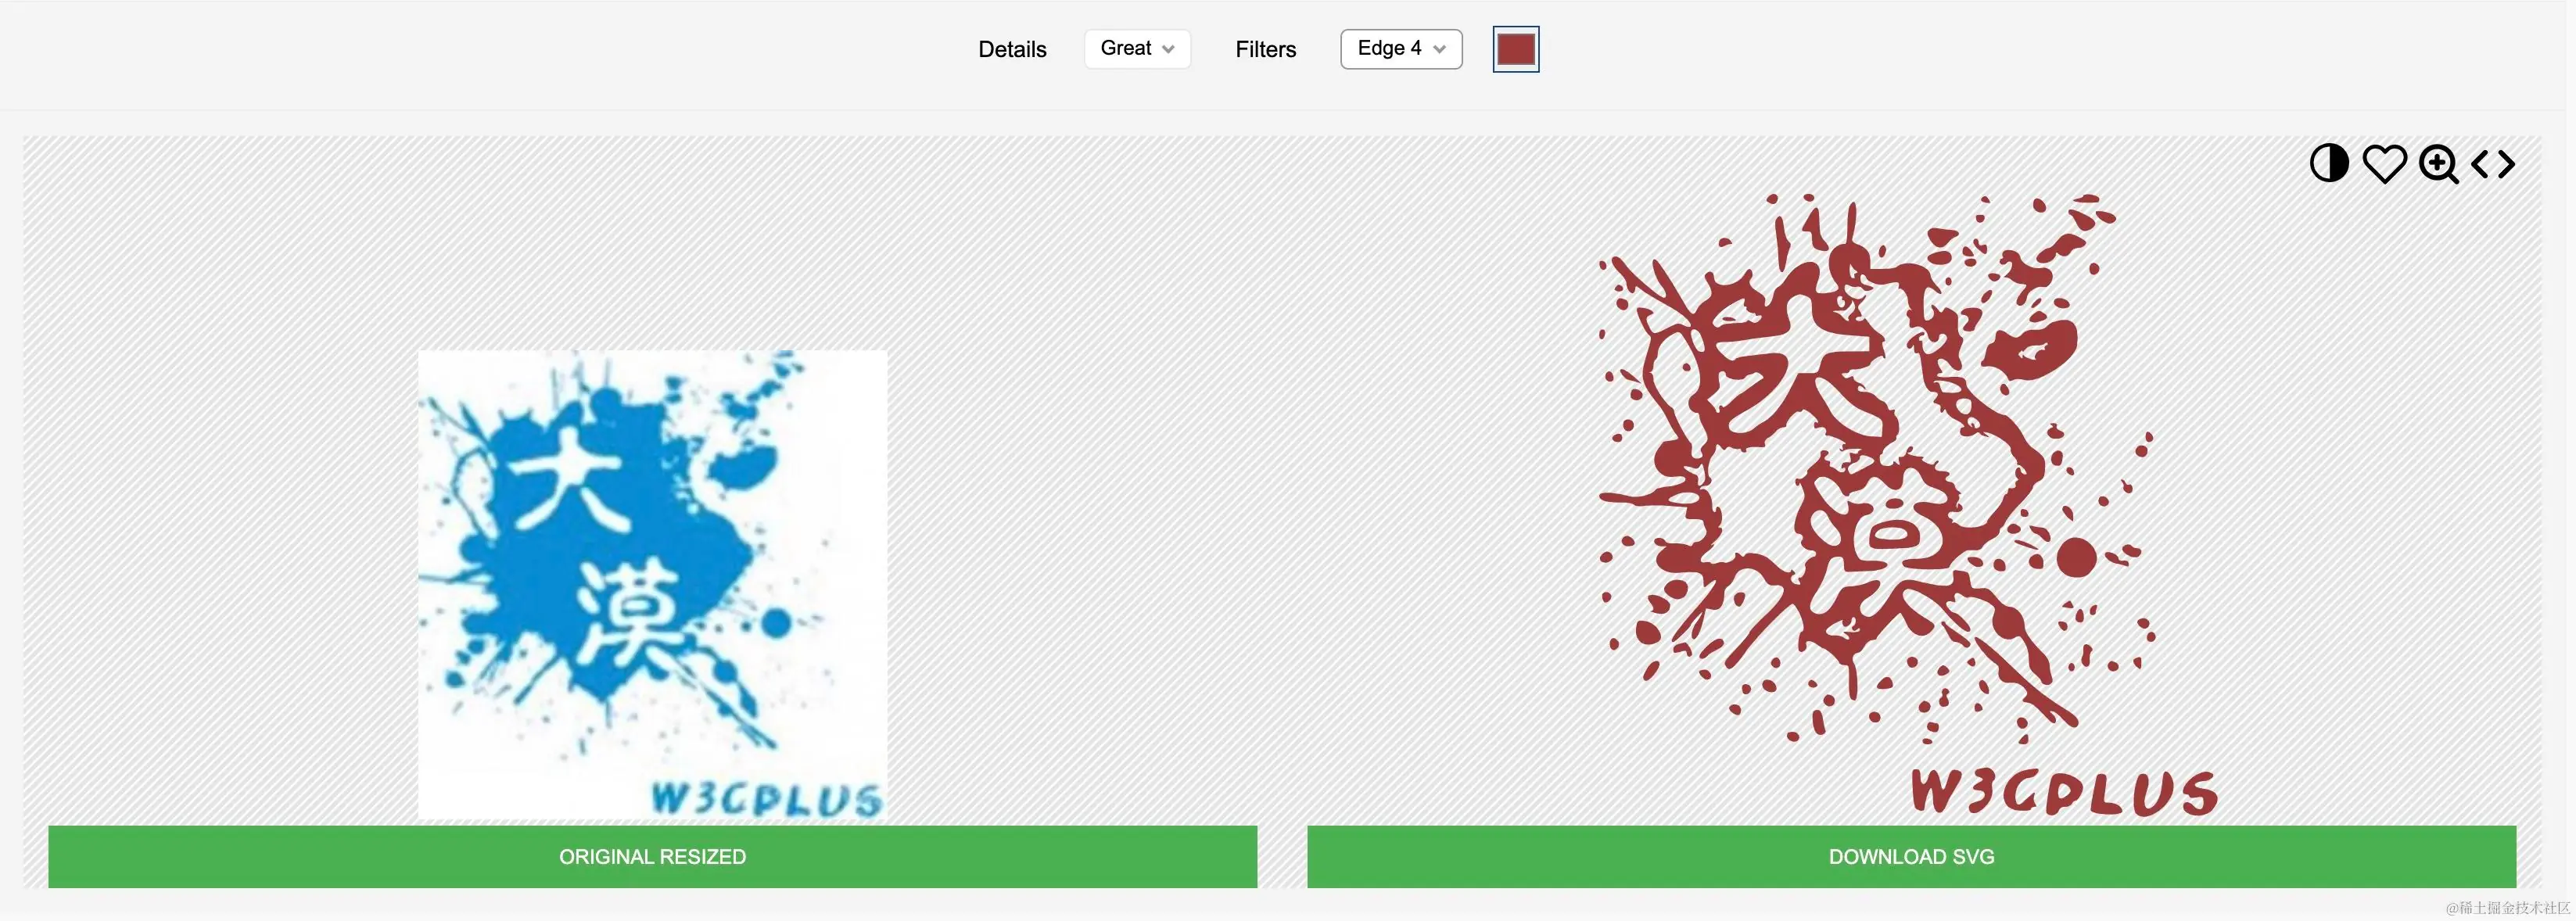 Details Great Filters Edge 4
大
漠
W3CPLUS
大
漠
W3CPLUS
ORIGINAL RESIZED
DOWNLOAD SVG
@稀土掘金技术社区